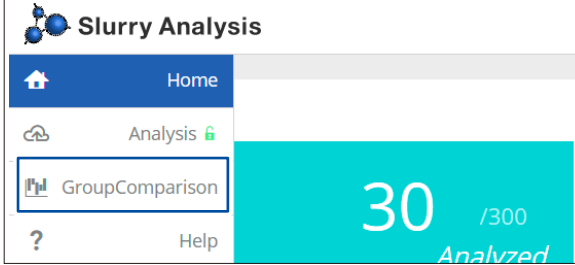 Slurry Analysis
Home
Analysis
GroupComparison
? Help
30 /300
Analyzed